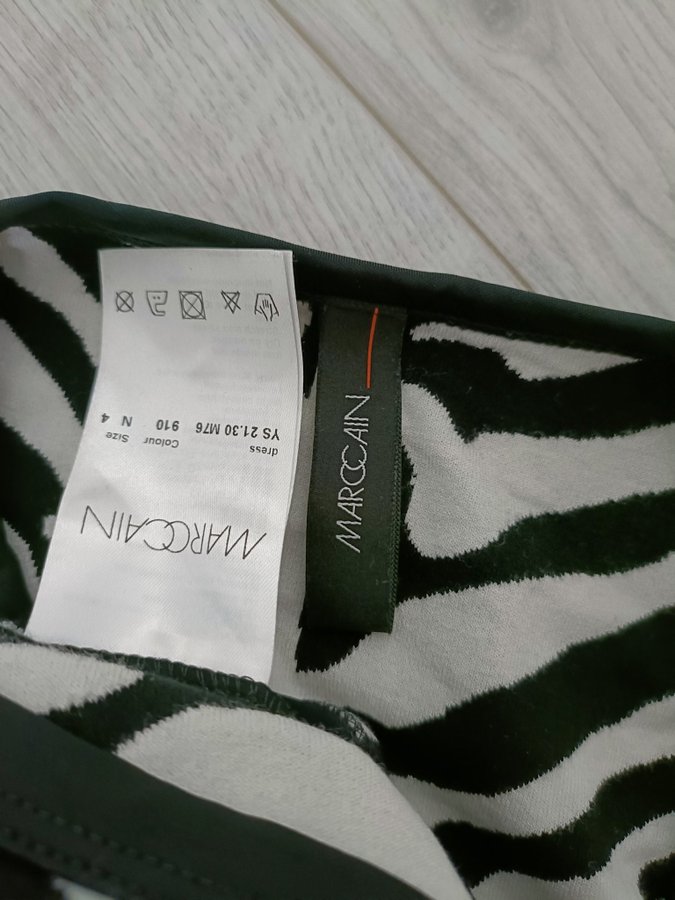 MARCCAIN
dress
YS 21.30 M76
Colour 910
Size N 4
MARCCAIN